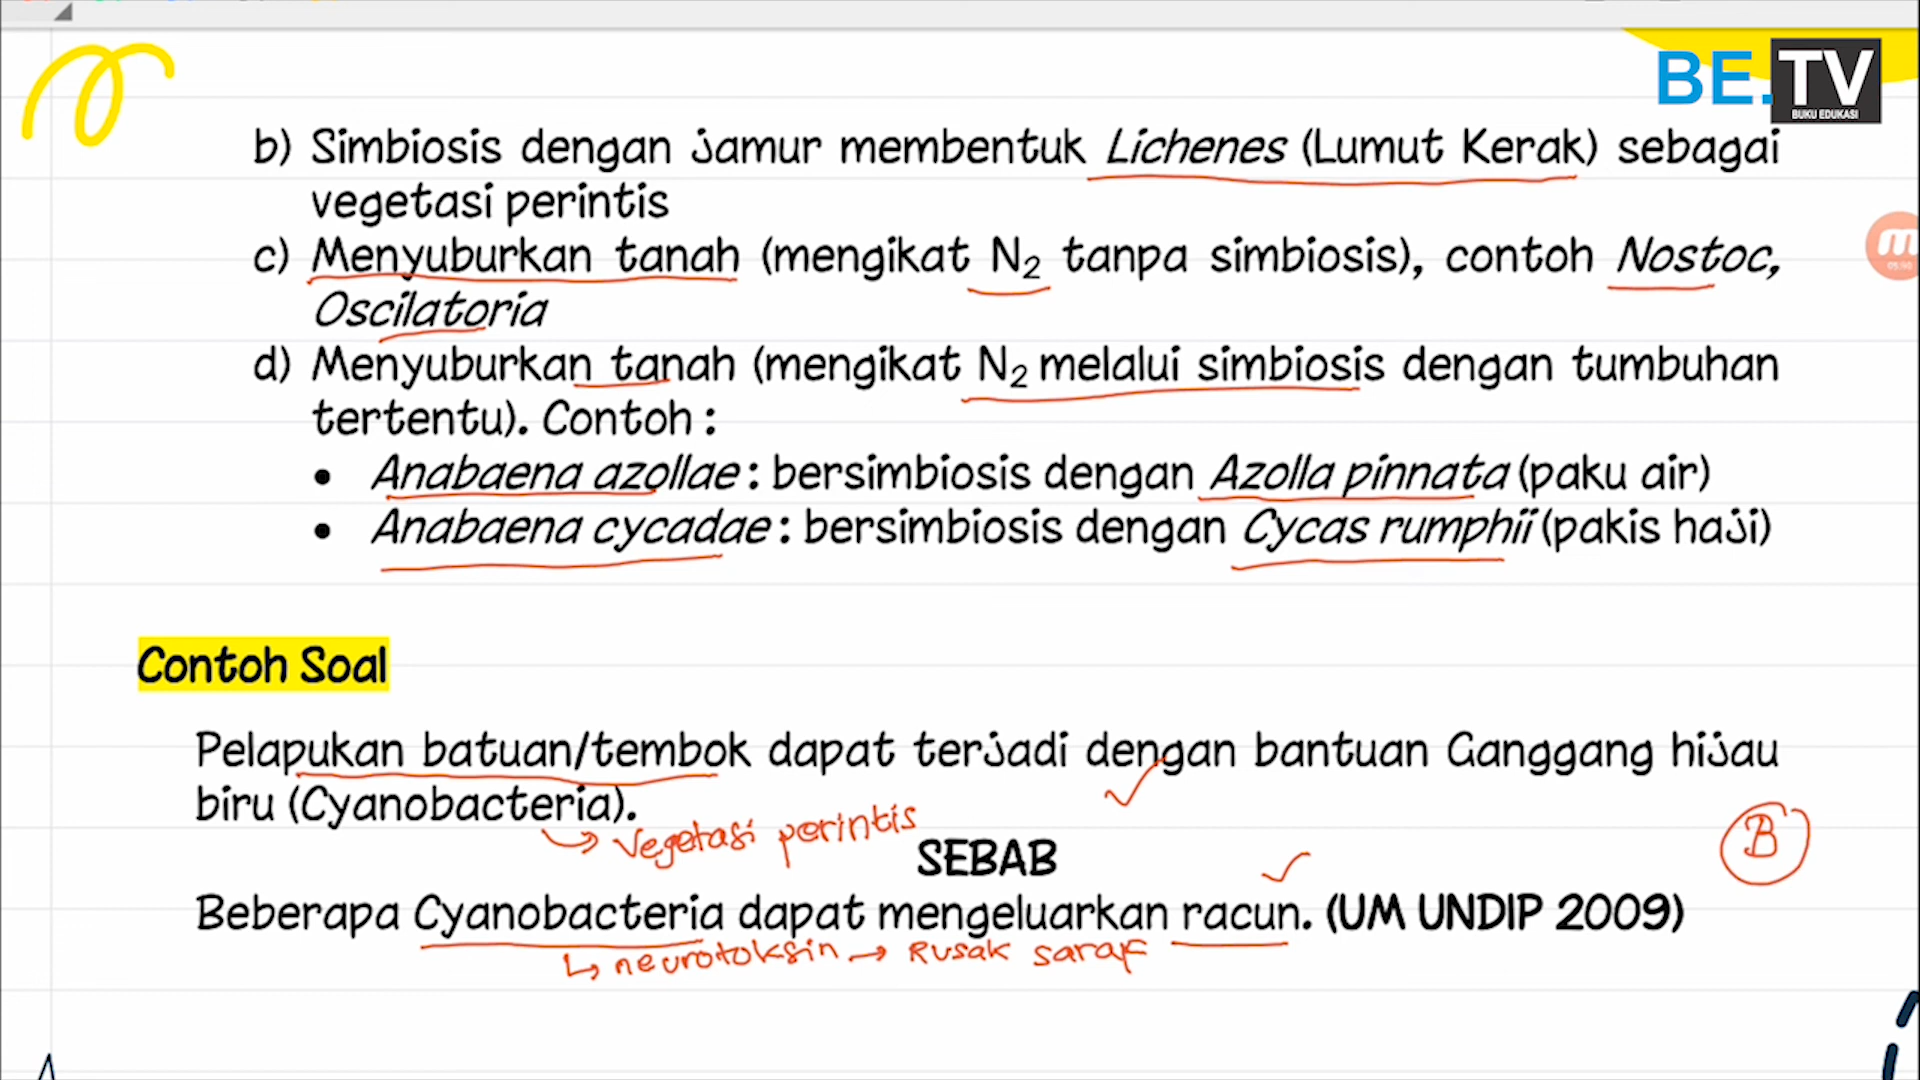 BE.TV
BUKU EDUKASI
b) Simbiosis dengan jamur membentuk Lichenes (Lumut Kerak) sebagai
vegetasi perintis
c) Menyuburkan tanah (mengikat N₂ tanpa simbiosis), contoh Nostoc,
Oscilatoria
d) Menyuburkan tanah (mengikat N₂ melalui simbiosis dengan tumbuhan
tertentu). Contoh :
• Anabaena azollae : bersimbiosis dengan Azolla pinnata (paku air)
• Anabaena cycadae : bersimbiosis dengan Cycas rumphii (pakis haji)
Contoh Soal
Pelapukan batuan/tembok dapat terjadi dengan bantuan Ganggang hijau
biru (Cyanobacteria).
↪ Vegetasi perintis
SEBAB
B
Beberapa Cyanobacteria dapat mengeluarkan racun. (UM UNDIP 2009)
↳ neurotoksin → Rusak saraf